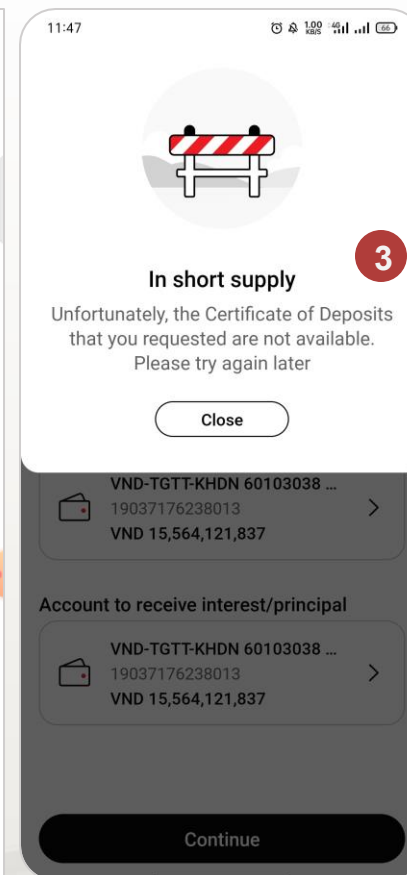 11:47
1.00
KB/S
4G
66
3
In short supply
Unfortunately, the Certificate of Deposits
that you requested are not available.
Please try again later
Close
VND-TGTT-KHDN 60103038 ...
19037176238013
VND 15,564,121,837
Account to receive interest/principal
VND-TGTT-KHDN 60103038 ...
19037176238013
VND 15,564,121,837
Continue